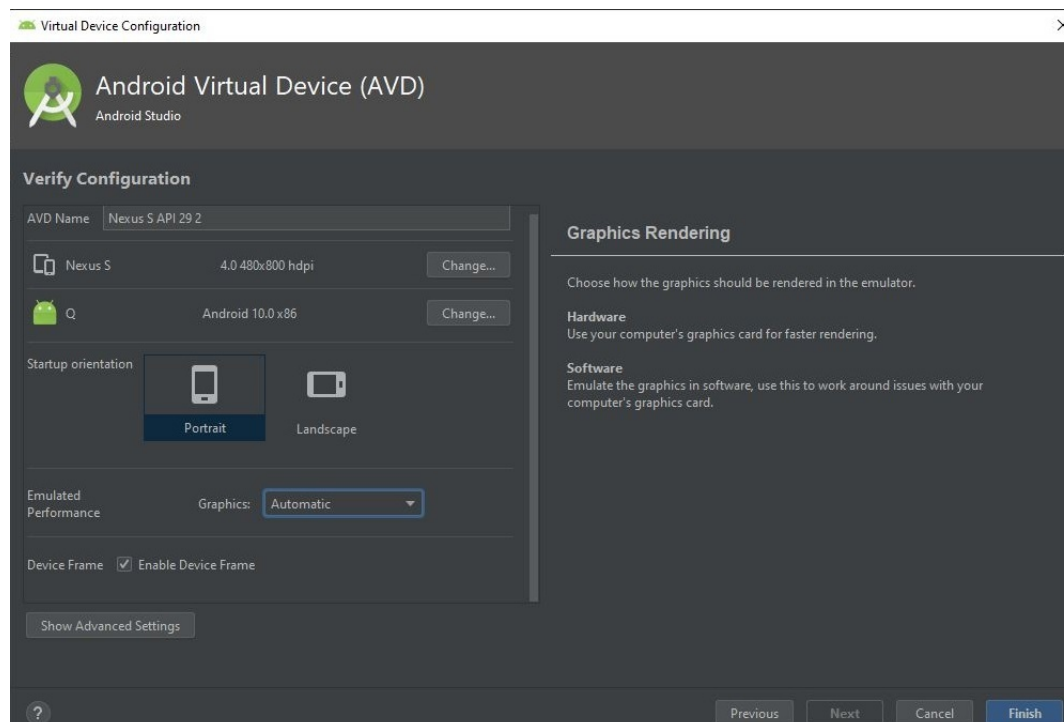 Virtual Device Configuration
Android Virtual Device (AVD)
Android Studio
Verify Configuration
AVD Name Nexus S API 29 2
Nexus S 4.0 480x800 hdpi Change...
Q Android 10.0 x86 Change...
Startup orientation
Portrait Landscape
Emulated
Performance
Graphics: Automatic
Device Frame Enable Device Frame
Show Advanced Settings
Graphics Rendering
Choose how the graphics should be rendered in the emulator.
Hardware
Use your computer's graphics card for faster rendering.
Software
Emulate the graphics in software, use this to work around issues with your
computer's graphics card.
? Previous Next Cancel Finish